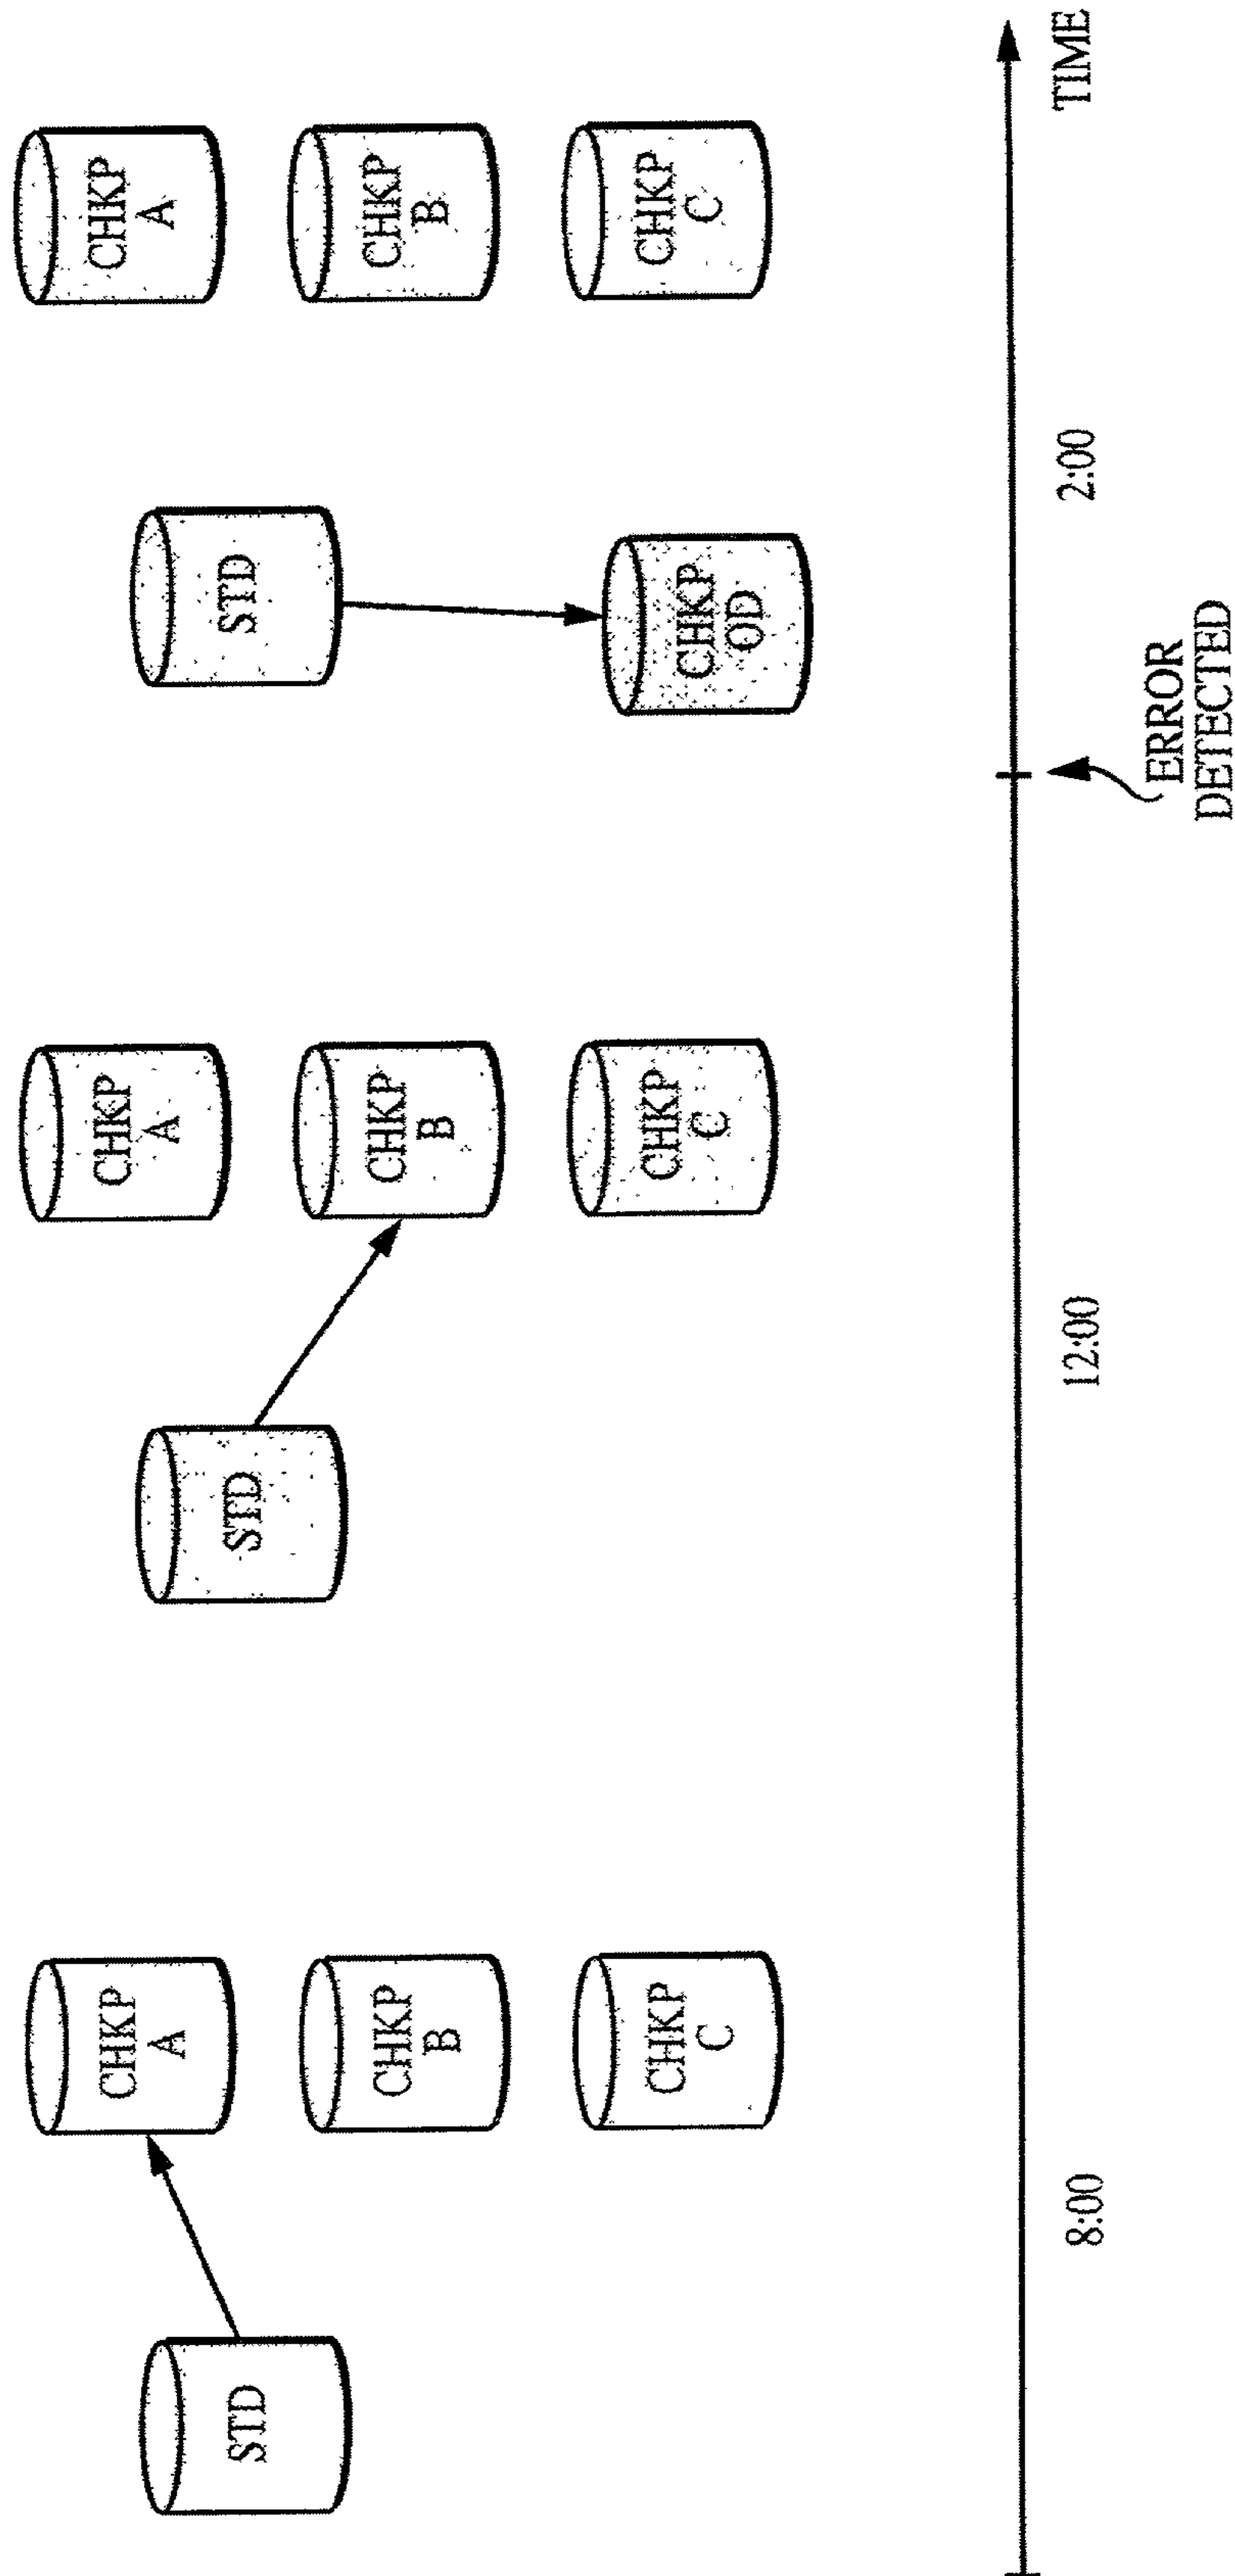 STD
CHKP
A
CHKP
B
CHKP
C
STD
CHKP
A
CHKP
B
CHKP
C
STD
CHKP
OD
CHKP
A
CHKP
B
CHKP
C
8:00
12:00
2:00
TIME
ERROR
DETECTED